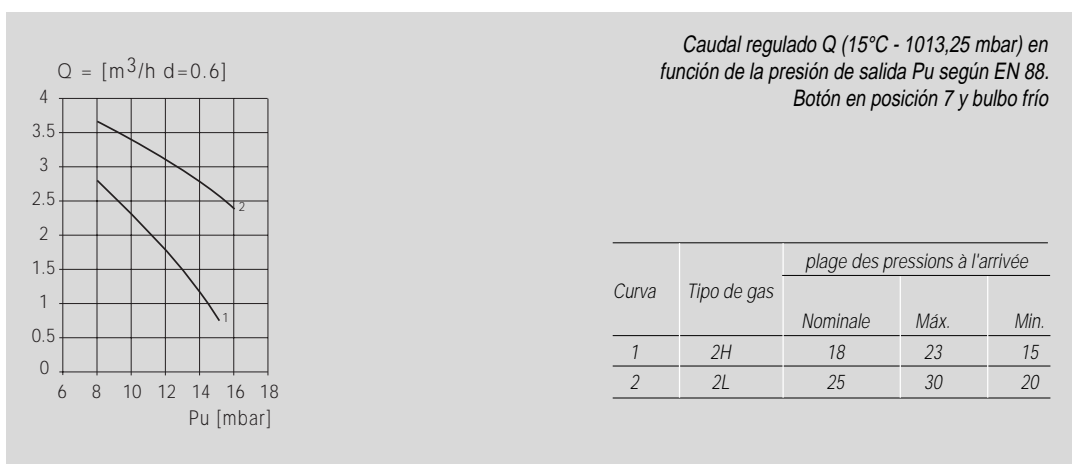 Caudal regulado Q (15°C - 1013,25 mbar) en
función de la presión de salida Pu según EN 88.
Botón en posición 7 y bulbo frío
Q = [m3/h d=0.6]
4
3.5
3
2.5
2
1.5
1
0.5
0
2
1
6 8 10 12 14 16 18
Pu [mbar]
plage des pressions à l'arrivée
Curva Tipo de gas
Nominale Máx. Min.
1 2H 18 23 15
2 2L 25 30 20